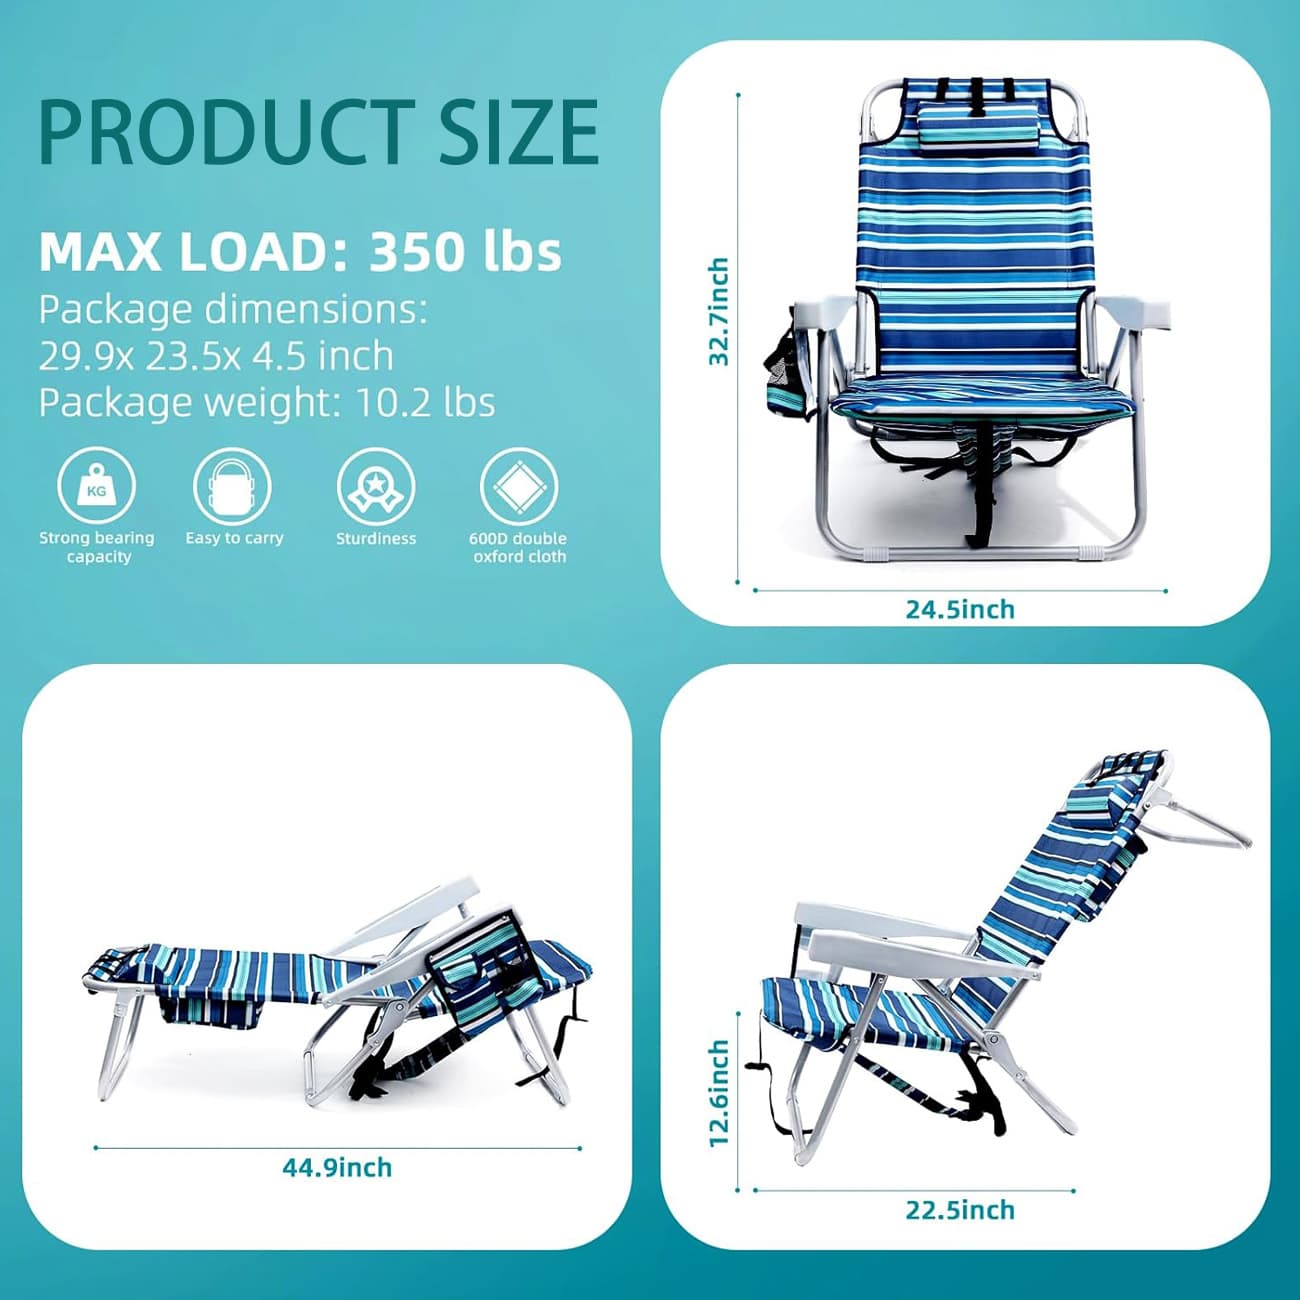 PRODUCT SIZE
MAX LOAD: 350 lbs
Package dimensions:
29.9x 23.5x 4.5 inch
Package weight: 10.2 lbs
KG
Strong bearing
capacity
Easy to carry
Sturdiness
600D double
oxford cloth
32.7inch
24.5inch
44.9inch
12.6inch
22.5inch